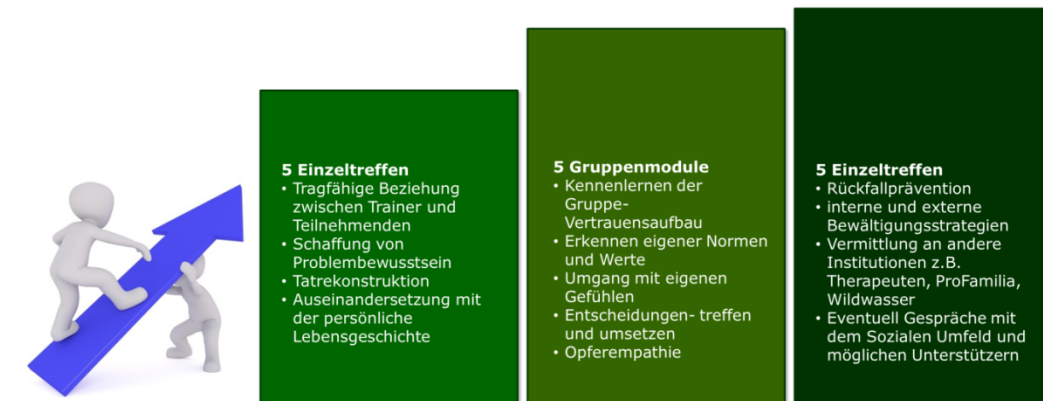 5 Einzeltreffen
• Tragfähige Beziehung
zwischen Trainer und
Teilnehmenden
• Schaffung von
Problembewusstsein
• Tatrekonstruktion
• Auseinandersetzung mit
der persönliche
Lebensgeschichte
5 Gruppenmodule
• Kennenlernen der
Gruppe-
Vertrauensaufbau
• Erkennen eigener Normen
und Werte
• Umgang mit eigenen
Gefühlen
• Entscheidungen- treffen
und umsetzen
• Opferempathie
5 Einzeltreffen
• Rückfallprävention
• interne und externe
Bewältigungsstrategien
• Vermittlung an andere
Institutionen z.B.
Therapeuten, ProFamilia,
Wildwasser
• Eventuell Gespräche mit
dem Sozialen Umfeld und
möglichen Unterstützern